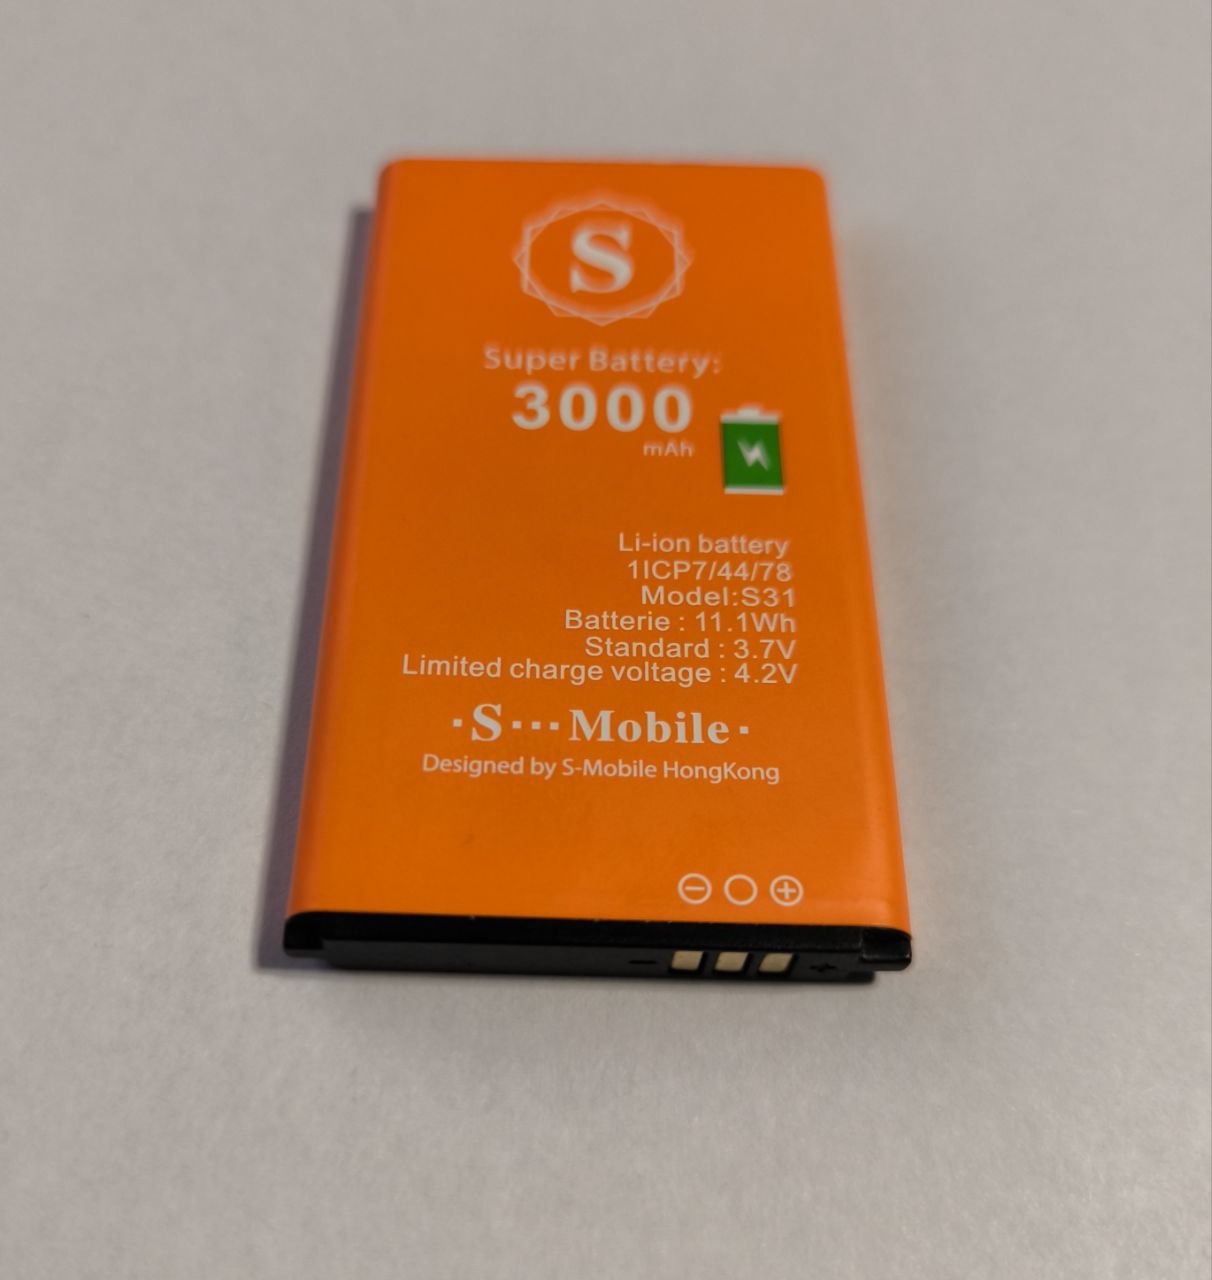 S
Super Battery:
3000
mAh
Li-ion battery
1ICP7/44/78
Model:S31
Batterie : 11.1Wh
Standard : 3.7V
Limited charge voltage : 4.2V
·S···Mobile·
Designed by S-Mobile HongKong
⊖○⊕
- +